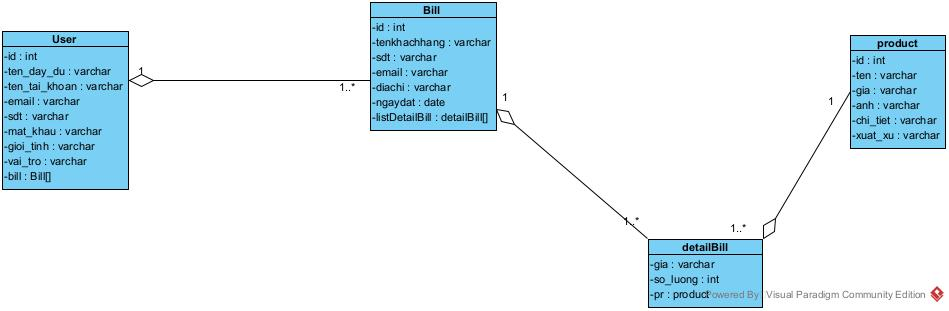 User
-id : int
-ten_day_du : varchar
-ten_tai_khoan : varchar
-email : varchar
-sdt : varchar
-mat_khau : varchar
-gioi_tinh : varchar
-vai_tro : varchar
-bill : Bill[]
1
1..*
Bill
-id : int
-tenkhachhang : varchar
-sdt : varchar
-email : varchar
-diachi : varchar
-ngaydat : date
-listDetailBill : detailBill[]
1
1..*
product
-id : int
-ten : varchar
-gia : varchar
-anh : varchar
-chi_tiet : varchar
-xuat_xu : varchar
1
1..*
detailBill
-gia : varchar
-so_luong : int
-pr : product
Powered By Visual Paradigm Community Edition